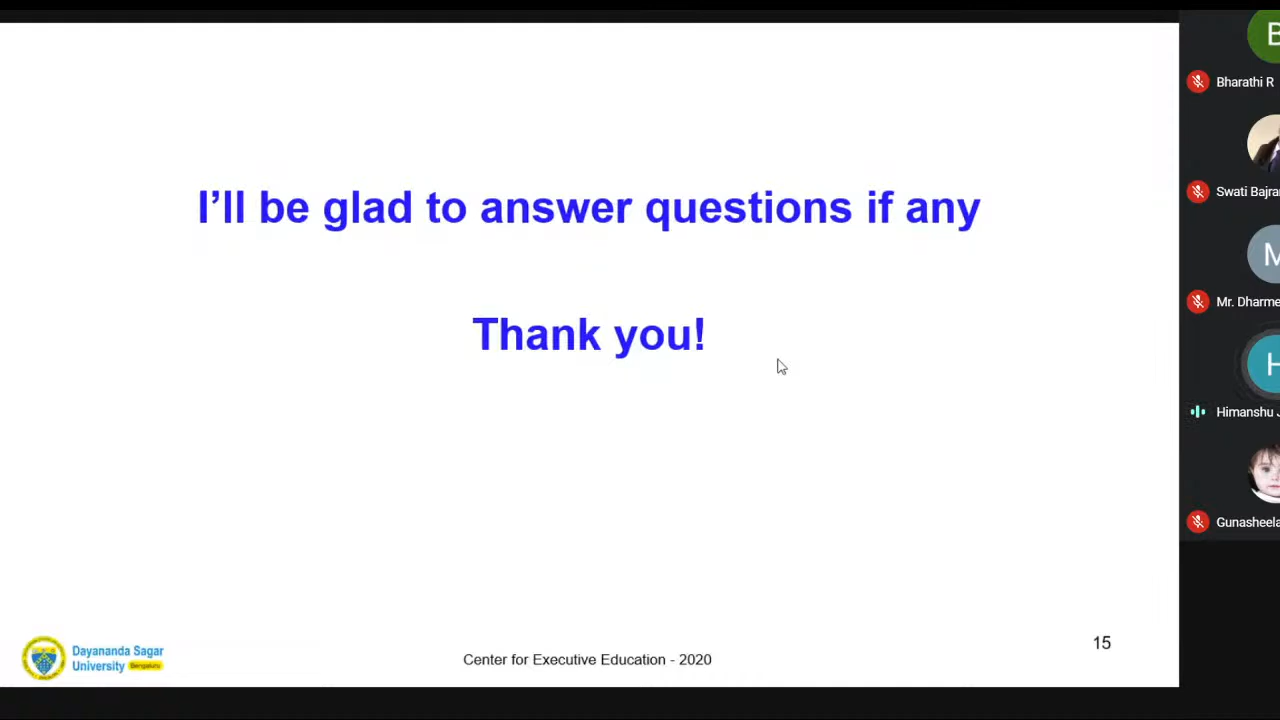 I'll be glad to answer questions if any
Thank you!
Dayananda Sagar
University Bengaluru
Center for Executive Education - 2020
15
B
Bharathi R
Swati Bajra
M
Mr. Dharme
H
Himanshu J
Gunasheela